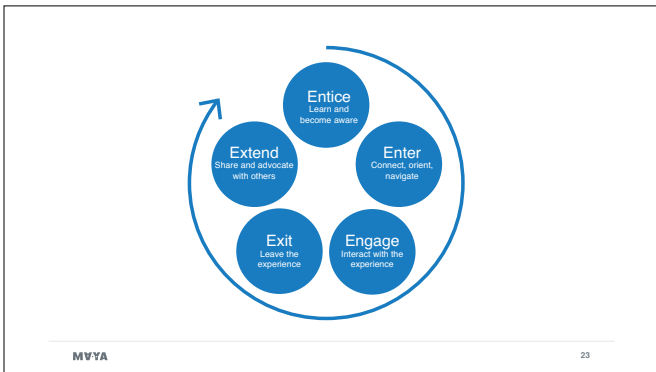 Entice
Learn and
become aware
Enter
Connect, orient,
navigate
Engage
Interact with the
experience
Exit
Leave the
experience
Extend
Share and advocate
with others
MAYA
23